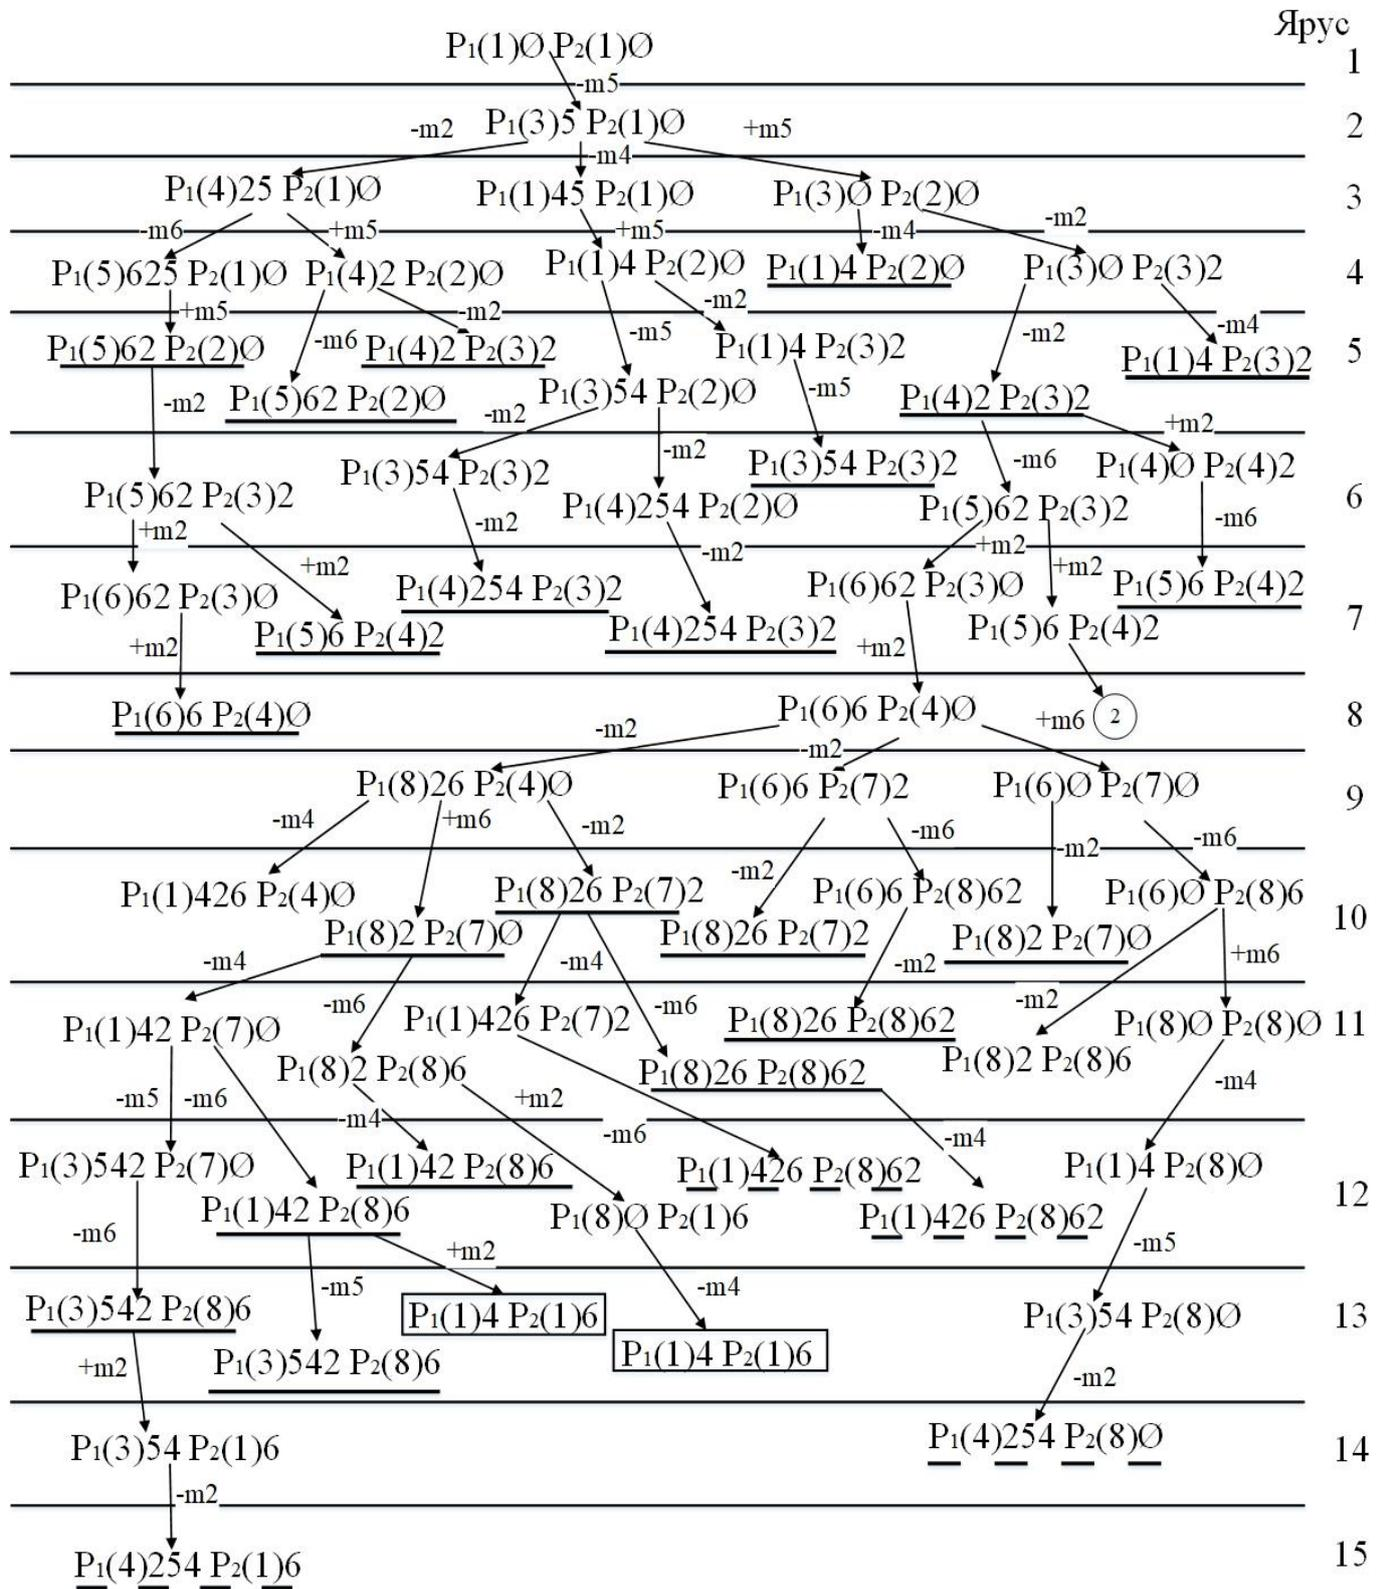 Ярус
P₁(1)Ø P₂(1)Ø 1
-m5
P₁(3)5 P₂(1)Ø 2
-m2 +m5
-m4
P₁(4)25 P₂(1)Ø P₁(1)45 P₂(1)Ø P₁(3)Ø P₂(2)Ø 3
-m6 +m5 +m5 -m4 -m2
P₁(5)625 P₂(1)Ø P₁(4)2 P₂(2)Ø P₁(1)4 P₂(2)Ø P₁(1)4 P₂(2)Ø P₁(3)Ø P₂(3)2 4
+m5 -m2 -m2
-m6 -m5 -m2 -m4
P₁(5)62 P₂(2)Ø P₁(4)2 P₂(3)2 P₁(1)4 P₂(3)2 P₁(1)4 P₂(3)2 5
P₁(5)62 P₂(2)Ø P₁(3)54 P₂(2)Ø P₁(4)2 P₂(3)2
-m2 -m2 -m5 +m2
-m2 -m6
P₁(3)54 P₂(3)2 P₁(3)54 P₂(3)2 P₁(4)Ø P₂(4)2
P₁(5)62 P₂(3)2 P₁(4)254 P₂(2)Ø P₁(5)62 P₂(3)2 6
+m2 -m2 -m6
-m2 +m2
+m2 +m2
P₁(6)62 P₂(3)Ø P₁(4)254 P₂(3)2 P₁(6)62 P₂(3)Ø P₁(5)6 P₂(4)2
P₁(5)6 P₂(4)2 P₁(4)254 P₂(3)2 P₁(5)6 P₂(4)2 7
+m2 +m2
P₁(6)6 P₂(4)Ø P₁(6)6 P₂(4)Ø 2 8
-m2 -m2 +m6
P₁(8)26 P₂(4)Ø P₁(6)6 P₂(7)2 P₁(6)Ø P₂(7)Ø 9
-m4 +m6 -m2 -m6 -m6
-m2 -m2
P₁(1)426 P₂(4)Ø P₁(8)26 P₂(7)2 P₁(6)6 P₂(8)62 P₁(6)Ø P₂(8)6
P₁(8)2 P₂(7)Ø P₁(8)26 P₂(7)2 P₁(8)2 P₂(7)Ø 10
-m4 -m4 -m2 +m6
-m6 -m6 -m2
P₁(1)42 P₂(7)Ø P₁(1)426 P₂(7)2 P₁(8)26 P₂(8)62 P₁(8)Ø P₂(8)Ø 11
P₁(8)2 P₂(8)6 P₁(8)26 P₂(8)62 P₁(8)2 P₂(8)6
-m5 -m6 +m2 -m4
-m4 -m6 -m4
P₁(3)542 P₂(7)Ø P₁(1)42 P₂(8)6 P₁(1)426 P₂(8)62 P₁(1)4 P₂(8)Ø
P₁(1)42 P₂(8)6 P₁(8)Ø P₂(1)6 P₁(1)426 P₂(8)62 12
-m6 +m2 -m5
-m5 -m4
P₁(3)542 P₂(8)6 P₁(1)4 P₂(1)6 P₁(3)54 P₂(8)Ø 13
P₁(3)542 P₂(8)6 P₁(1)4 P₂(1)6
+m2 -m2
P₁(3)54 P₂(1)6 P₁(4)254 P₂(8)Ø 14
-m2
P₁(4)254 P₂(1)6 15